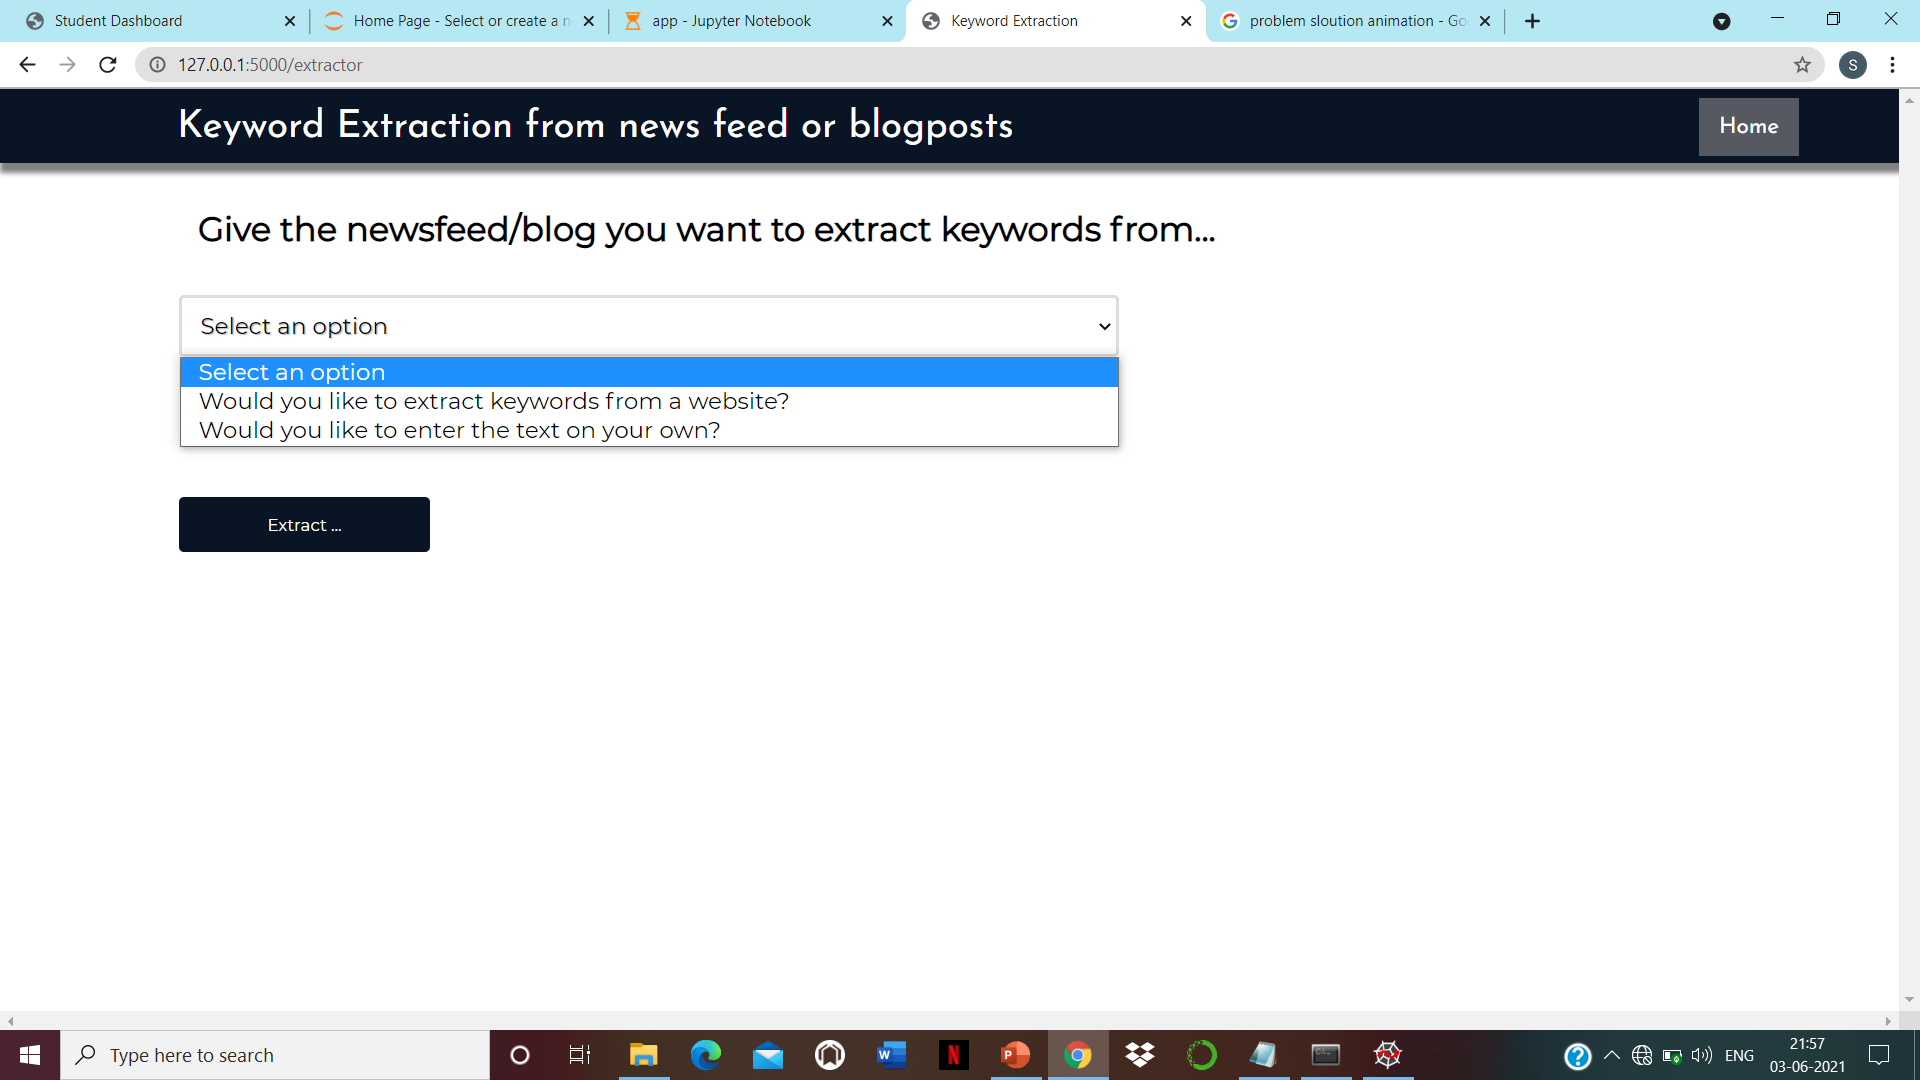 Student Dashboard
Home Page - Select or create a n
app - Jupyter Notebook
Keyword Extraction
problem sloution animation - Go
127.0.0.1:5000/extractor
S
Keyword Extraction from news feed or blogposts
Home
Give the newsfeed/blog you want to extract keywords from...
Select an option
Select an option
Would you like to extract keywords from a website?
Would you like to enter the text on your own?
Extract ...
Type here to search
ENG
21:57
03-06-2021